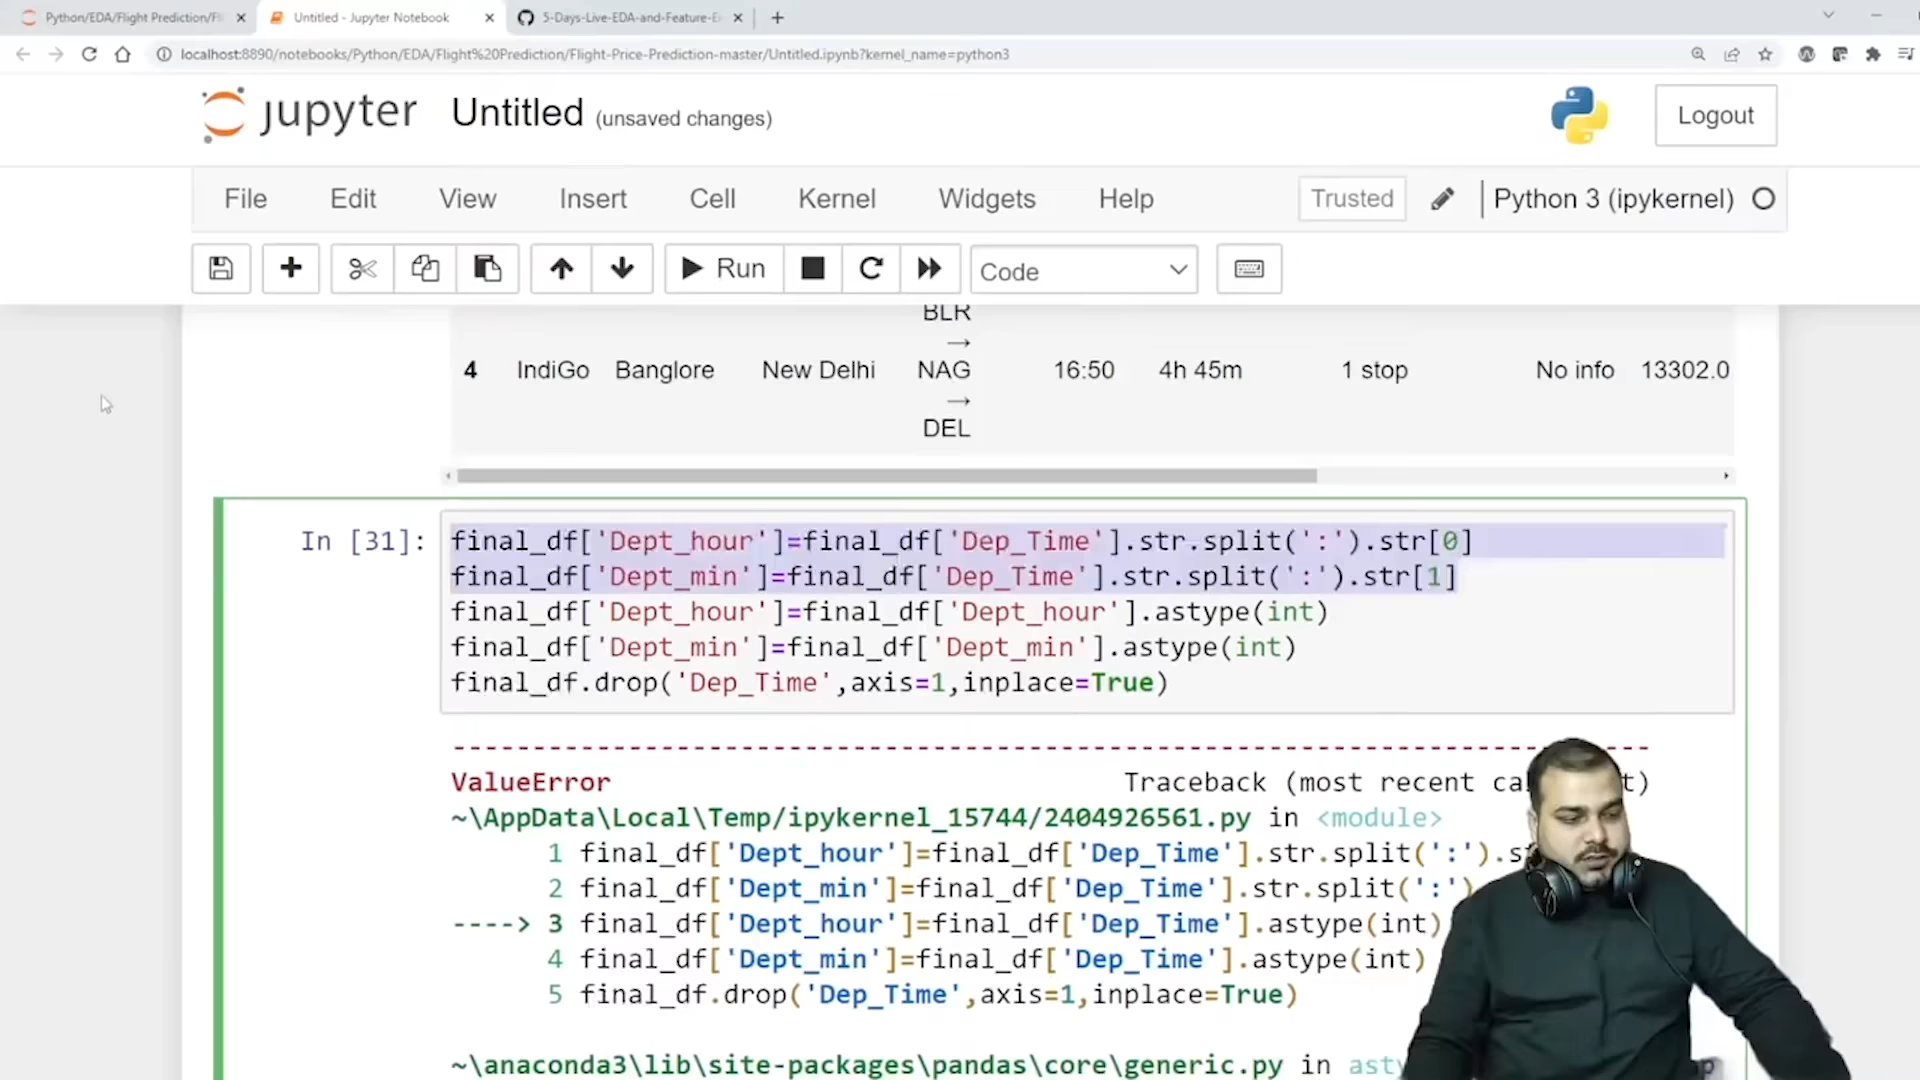 Python/EDA/Flight Prediction/Fl
Untitled - Jupyter Notebook
5-Days-Live-EDA-and-Feature-E
localhost:8890/notebooks/Python/EDA/Flight%20Prediction/Flight-Price-Prediction-master/Untitled.ipynb?kernel_name=python3
jupyter Untitled (unsaved changes)
Logout
File Edit View Insert Cell Kernel Widgets Help Trusted Python 3 (ipykernel)
Run Code
BLR
→
4 IndiGo Banglore New Delhi NAG 16:50 4h 45m 1 stop No info 13302.0
→
DEL
In [31]: final_df['Dept_hour']=final_df['Dep_Time'].str.split(':').str[0]
final_df['Dept_min']=final_df['Dep_Time'].str.split(':').str[1]
final_df['Dept_hour']=final_df['Dept_hour'].astype(int)
final_df['Dept_min']=final_df['Dept_min'].astype(int)
final_df.drop('Dep_Time',axis=1,inplace=True)
---------------------------------------------------------------------------
ValueError Traceback (most recent ca t)
~\AppData\Local\Temp/ipykernel_15744/2404926561.py in <module>
1 final_df['Dept_hour']=final_df['Dep_Time'].str.split(':').s
2 final_df['Dept_min']=final_df['Dep_Time'].str.split(':')
----> 3 final_df['Dept_hour']=final_df['Dep_Time'].astype(int)
4 final_df['Dept_min']=final_df['Dep_Time'].astype(int)
5 final_df.drop('Dep_Time',axis=1,inplace=True)
~\anaconda3\lib\site-packages\pandas\core\generic.py in ast